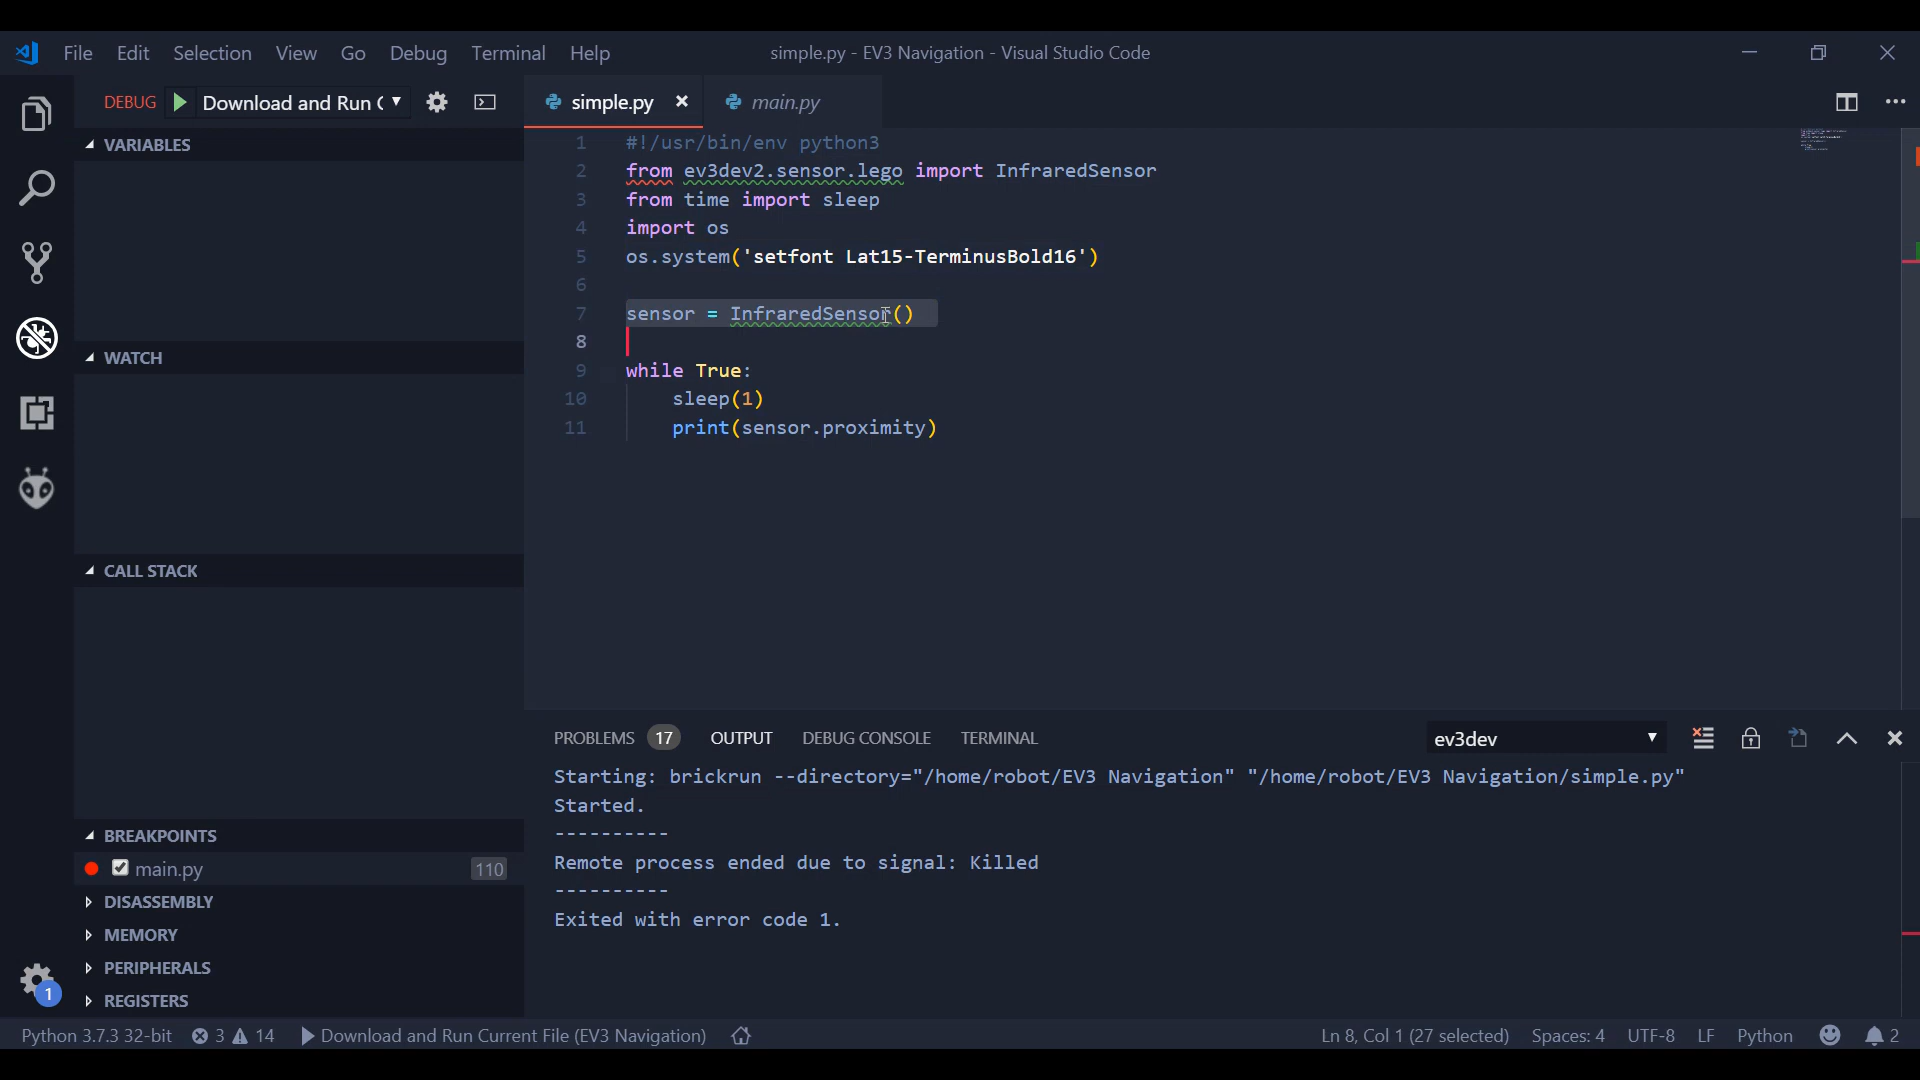 File Edit Selection View Go Debug Terminal Help
simple.py - EV3 Navigation - Visual Studio Code
DEBUG Download and Run C
simple.py main.py
VARIABLES
WATCH
CALL STACK
BREAKPOINTS
main.py 110
DISASSEMBLY
MEMORY
PERIPHERALS
REGISTERS
1 #!/usr/bin/env python3
2 from ev3dev2.sensor.lego import InfraredSensor
3 from time import sleep
4 import os
5 os.system('setfont Lat15-TerminusBold16')
6
7 sensor = InfraredSensor()
8
9 while True:
10 sleep(1)
11 print(sensor.proximity)
PROBLEMS 17 OUTPUT DEBUG CONSOLE TERMINAL ev3dev
Starting: brickrun --directory="/home/robot/EV3 Navigation" "/home/robot/EV3 Navigation/simple.py"
Started.
----------
Remote process ended due to signal: Killed
----------
Exited with error code 1.
1
Python 3.7.3 32-bit 3 14 Download and Run Current File (EV3 Navigation) Ln 8, Col 1 (27 selected) Spaces: 4 UTF-8 LF Python 2